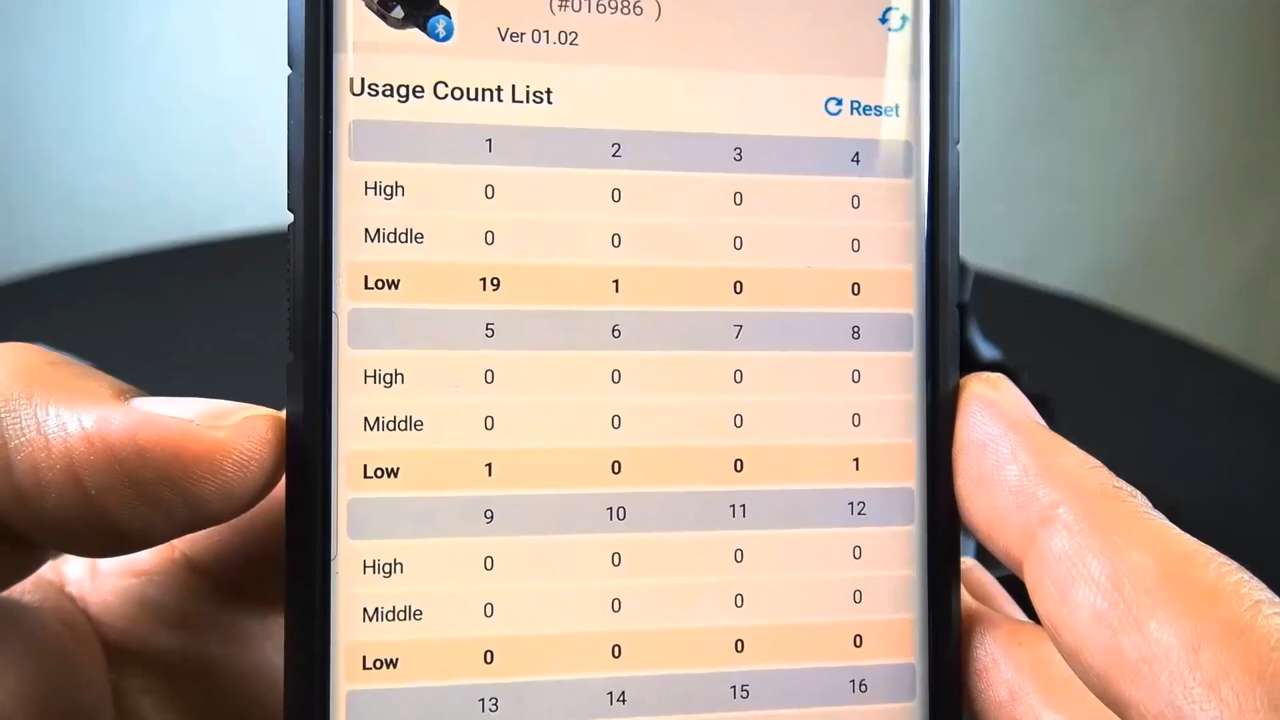 (#016986 )
Ver 01.02
Usage Count List
Reset
1 2 3 4
High 0 0 0 0
Middle 0 0 0 0
Low 19 1 0 0
5 6 7 8
High 0 0 0 0
Middle 0 0 0 0
Low 1 0 0 1
9 10 11 12
High 0 0 0 0
Middle 0 0 0 0
Low 0 0 0 0
13 14 15 16